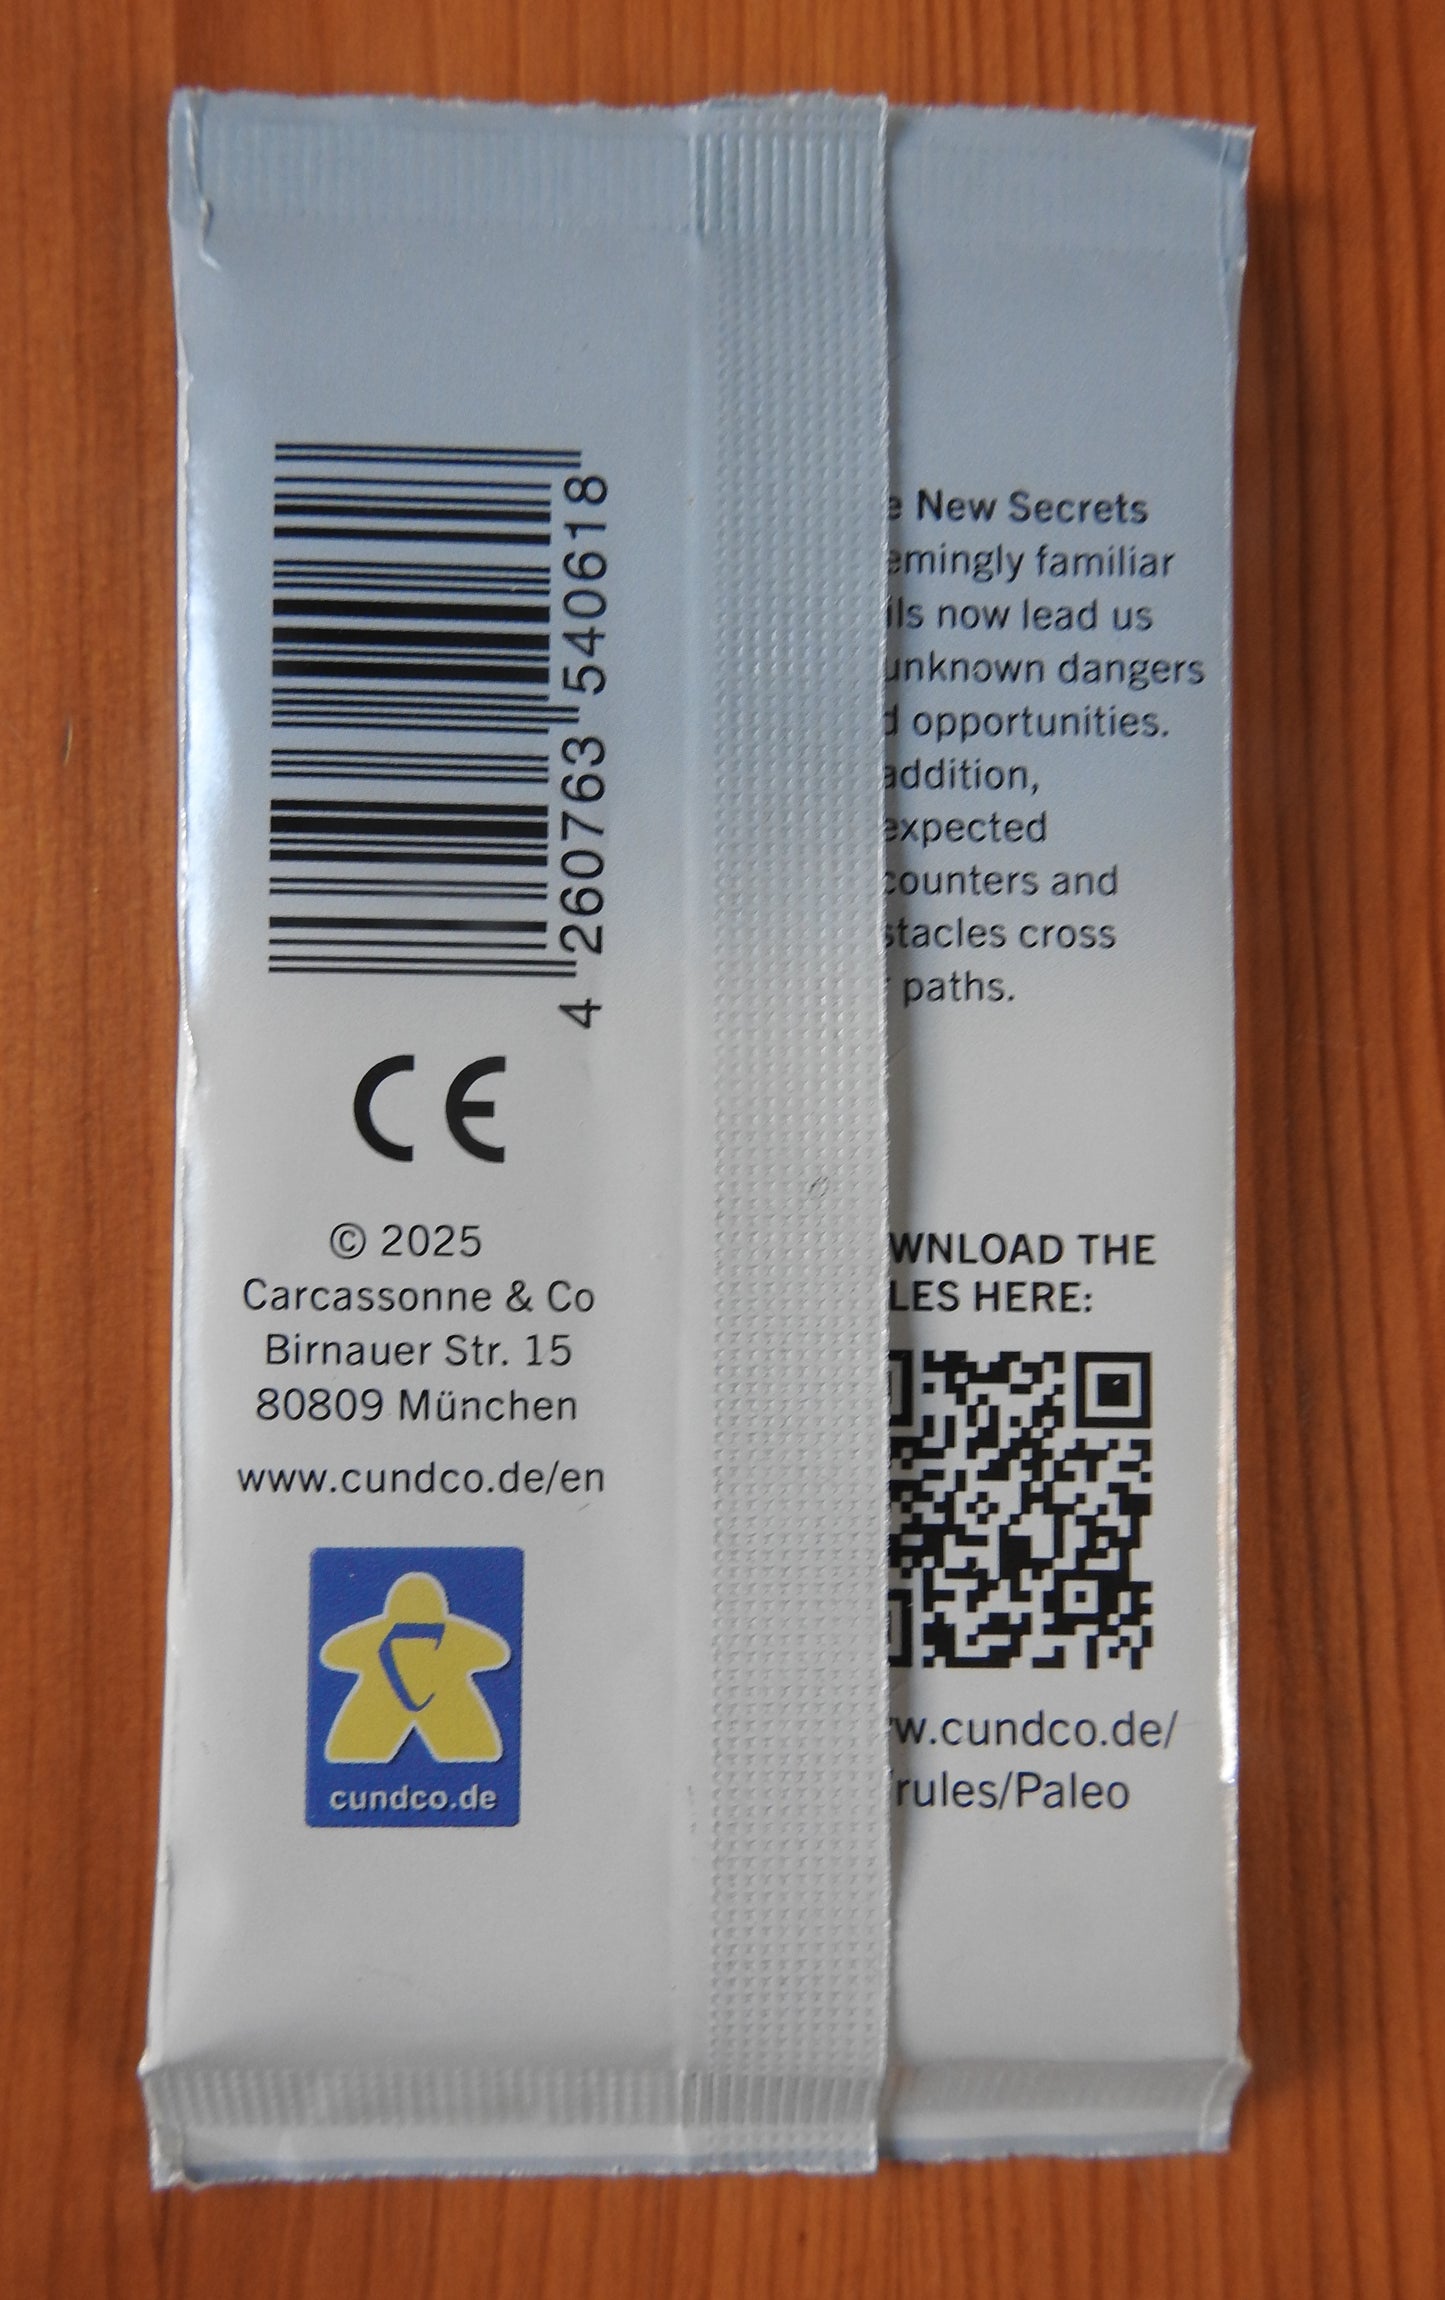 4 260763 540618
CE
© 2025
Carcassonne & Co
Birnauer Str. 15
80809 München
www.cundco.de/en
cundco.de
e New Secrets
emingly familiar
ils now lead us
unknown dangers
d opportunities.
addition,
expected
counters and
stacles cross
r paths.
WNLOAD THE
LES HERE:
w.cundco.de/
/rules/Paleo